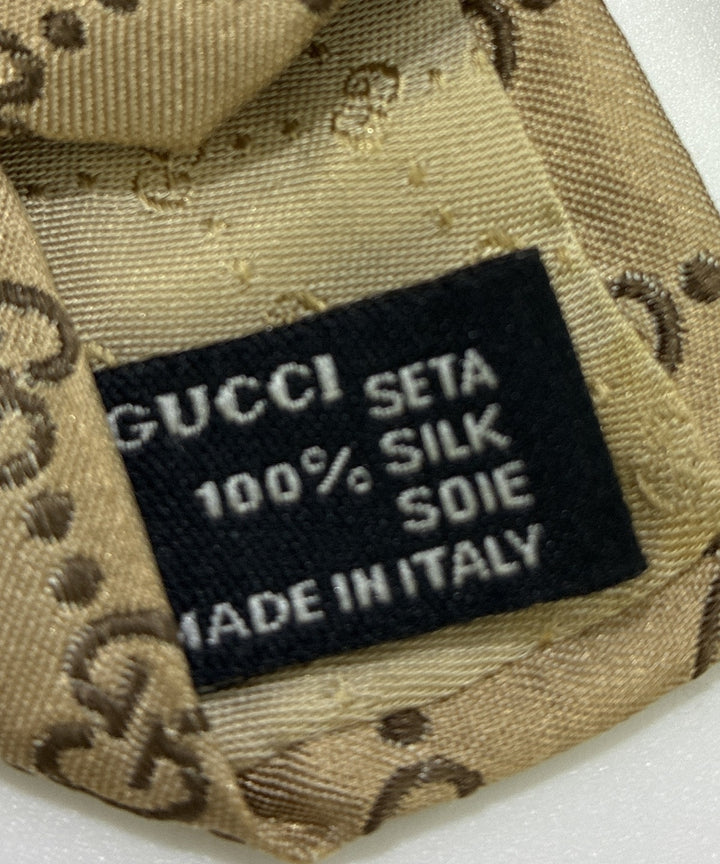 GUCCI
SETA
100% SILK
SOIE
MADE IN ITALY